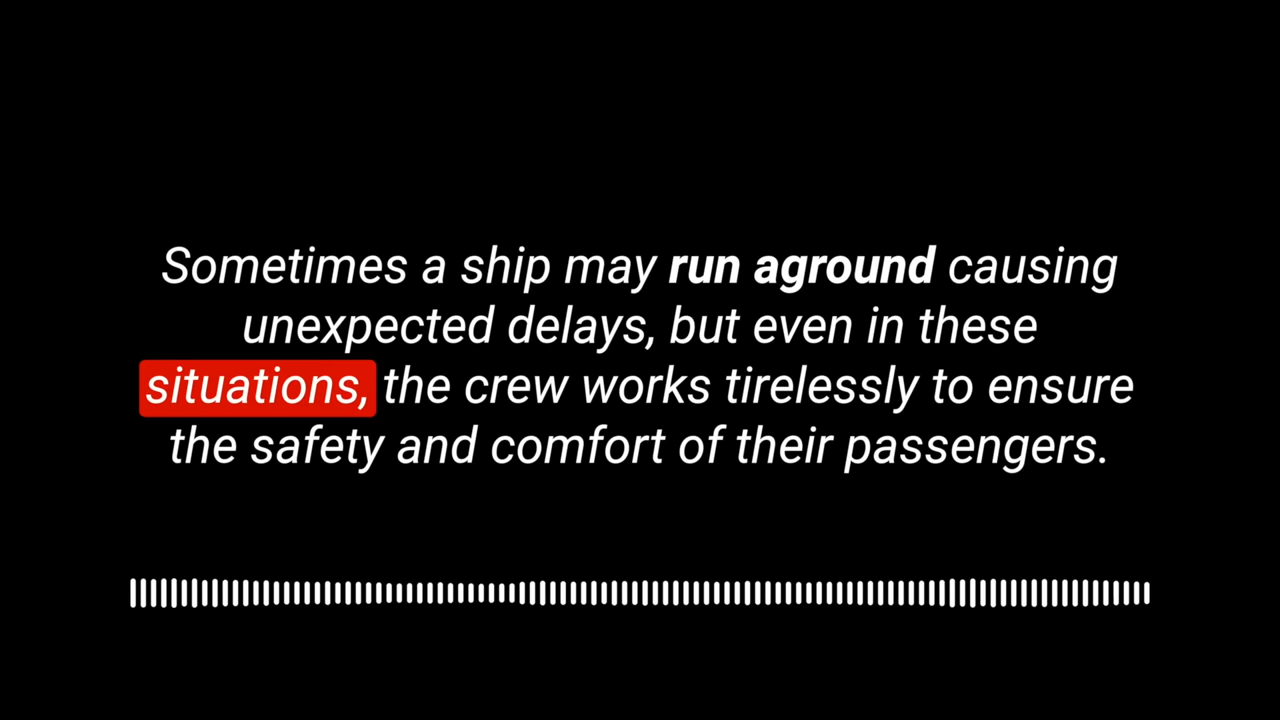 Sometimes a ship may run aground causing
unexpected delays, but even in these
situations, the crew works tirelessly to ensure
the safety and comfort of their passengers.